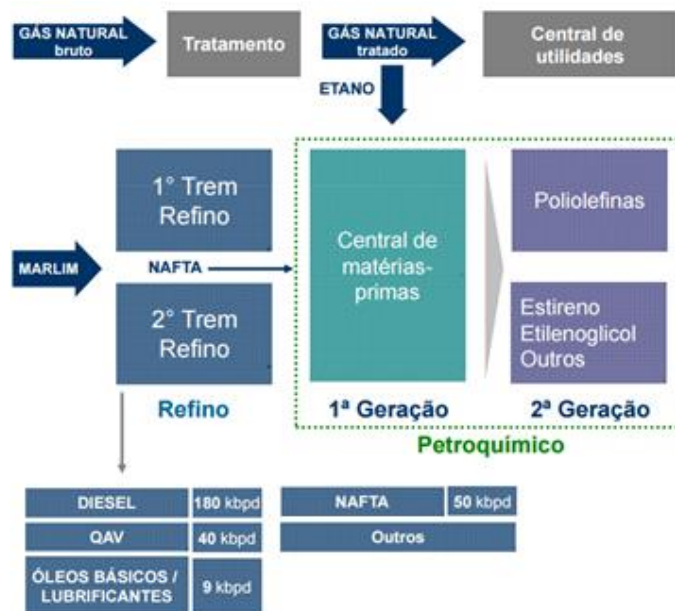 GÁS NATURAL
bruto
Tratamento
GÁS NATURAL
tratado
Central de
utilidades
ETANO
1° Trem
Refino
Central de
matérias-
primas
Poliolefinas
MARLIM
NAFTA
2° Trem
Refino
Estireno
Etilenoglicol
Outros
Refino
1ª Geração
2ª Geração
Petroquímico
DIESEL 180 kbpd
NAFTA 50 kbpd
QAV 40 kbpd
Outros
ÓLEOS BÁSICOS /
LUBRIFICANTES 9 kbpd